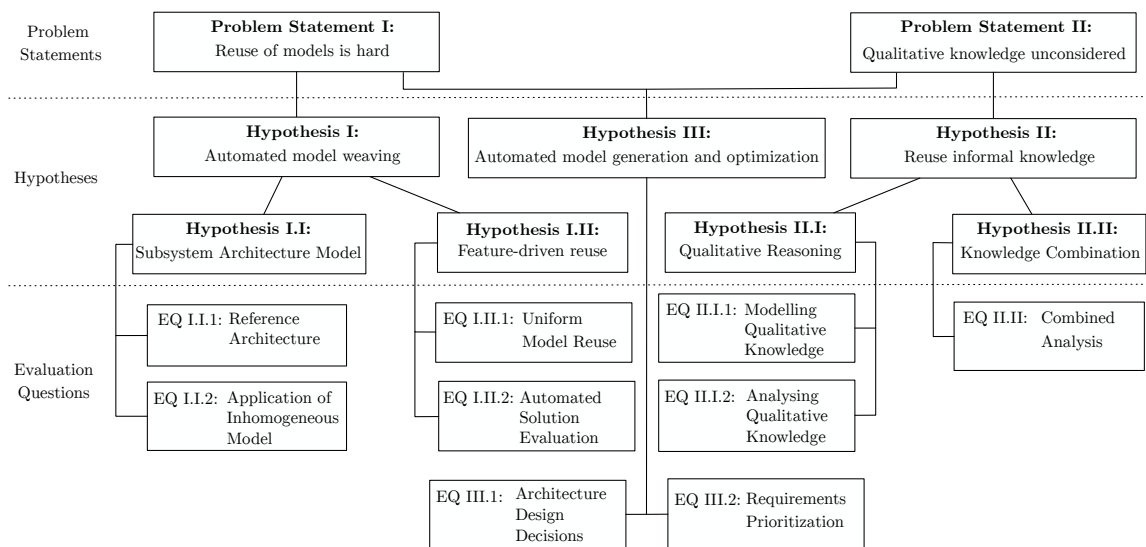 Problem
Statements
Problem Statement I:
Reuse of models is hard
Problem Statement II:
Qualitative knowledge unconsidered
Hypotheses
Hypothesis I:
Automated model weaving
Hypothesis III:
Automated model generation and optimization
Hypothesis II:
Reuse informal knowledge
Hypothesis I.I:
Subsystem Architecture Model
Hypothesis I.II:
Feature-driven reuse
Hypothesis II.I:
Qualitative Reasoning
Hypothesis II.II:
Knowledge Combination
Evaluation
Questions
EQ I.I.1: Reference
Architecture
EQ I.II.1: Uniform
Model Reuse
EQ II.I.1: Modelling
Qualitative
Knowledge
EQ II.II: Combined
Analysis
EQ I.I.2: Application of
Inhomogeneous
Model
EQ I.II.2: Automated
Solution
Evaluation
EQ II.I.2: Analysing
Qualitative
Knowledge
EQ III.1: Architecture
Design
Decisions
EQ III.2: Requirements
Prioritization